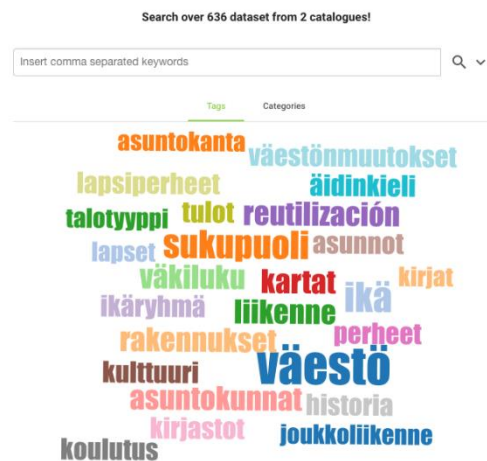 Search over 636 dataset from 2 catalogues!
Insert comma separated keywords
Tags Categories
asuntokanta
väestönmuutokset
lapsiperheet äidinkieli
talotyyppi tulot reutilización
lapset sukupuoli asunnot
väkiluku kartat ikä kirjat
ikäryhmä liikenne
rakennukset perheet
kulttuuri väestö
asuntokunnat historia
kirjastot joukkoliikenne
koulutus